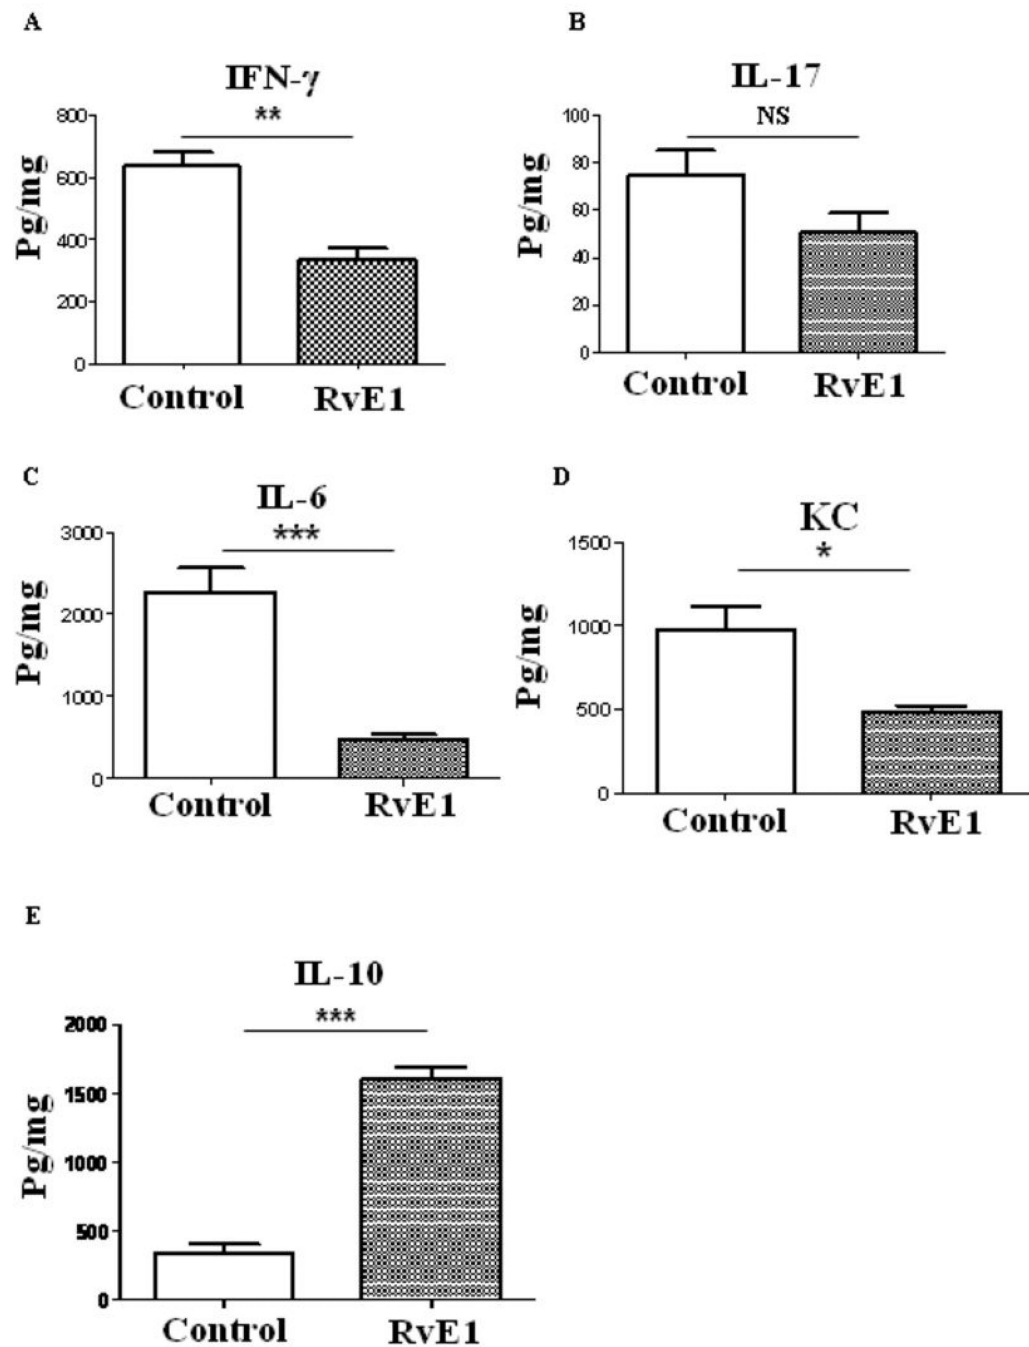 A
IFN-γ
**
Pg/mg
800
600
400
200
0
Control
RvE1
B
IL-17
NS
Pg/mg
100
80
60
40
20
0
Control
RvE1
C
IL-6
***
Pg/mg
3000
2000
1000
0
Control
RvE1
D
KC
*
Pg/mg
1500
1000
500
0
Control
RvE1
E
IL-10
***
Pg/mg
2000
1500
1000
500
0
Control
RvE1